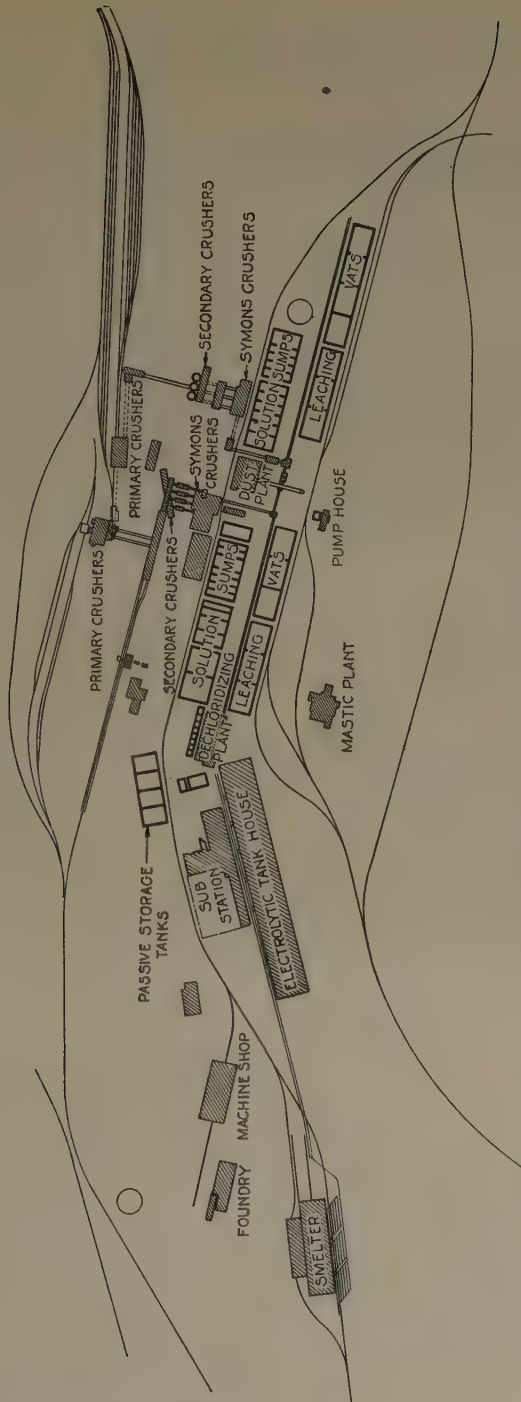 PRIMARY CRUSHERS
PRIMARY CRUSHERS
SECONDARY CRUSHERS
SECONDARY CRUSHERS
SYMONS
CRUSHERS
SYMONS CRUSHERS
PASSIVE STORAGE
TANKS
SOLUTION
SUMPS
SOLUTION
SUMPS
DUST
PLANT
DECHLORIDIZING
PLANT
LEACHING
VATS
LEACHING
VATS
SUB
STATION
ELECTROLYTIC TANK HOUSE
PUMP HOUSE
MASTIC PLANT
MACHINE SHOP
FOUNDRY
SMELTER